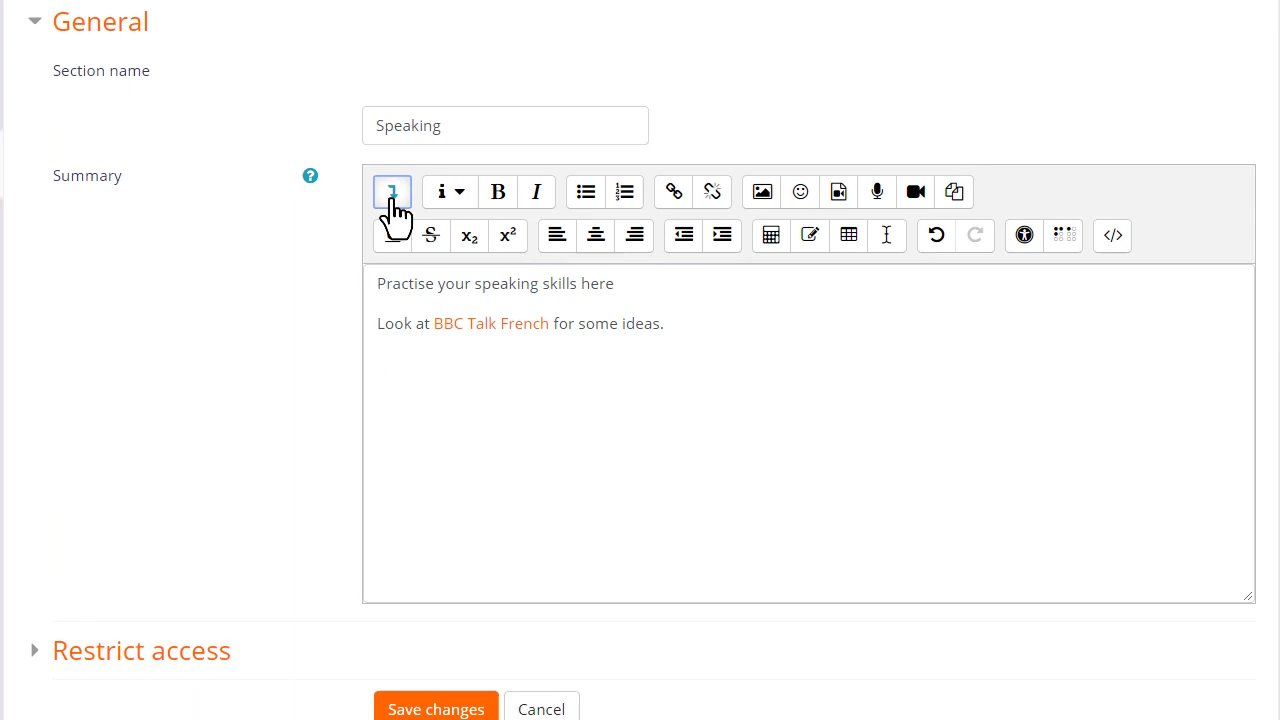 General
Section name
Speaking
Summary
Practise your speaking skills here
Look at BBC Talk French for some ideas.
Restrict access
Save changes Cancel